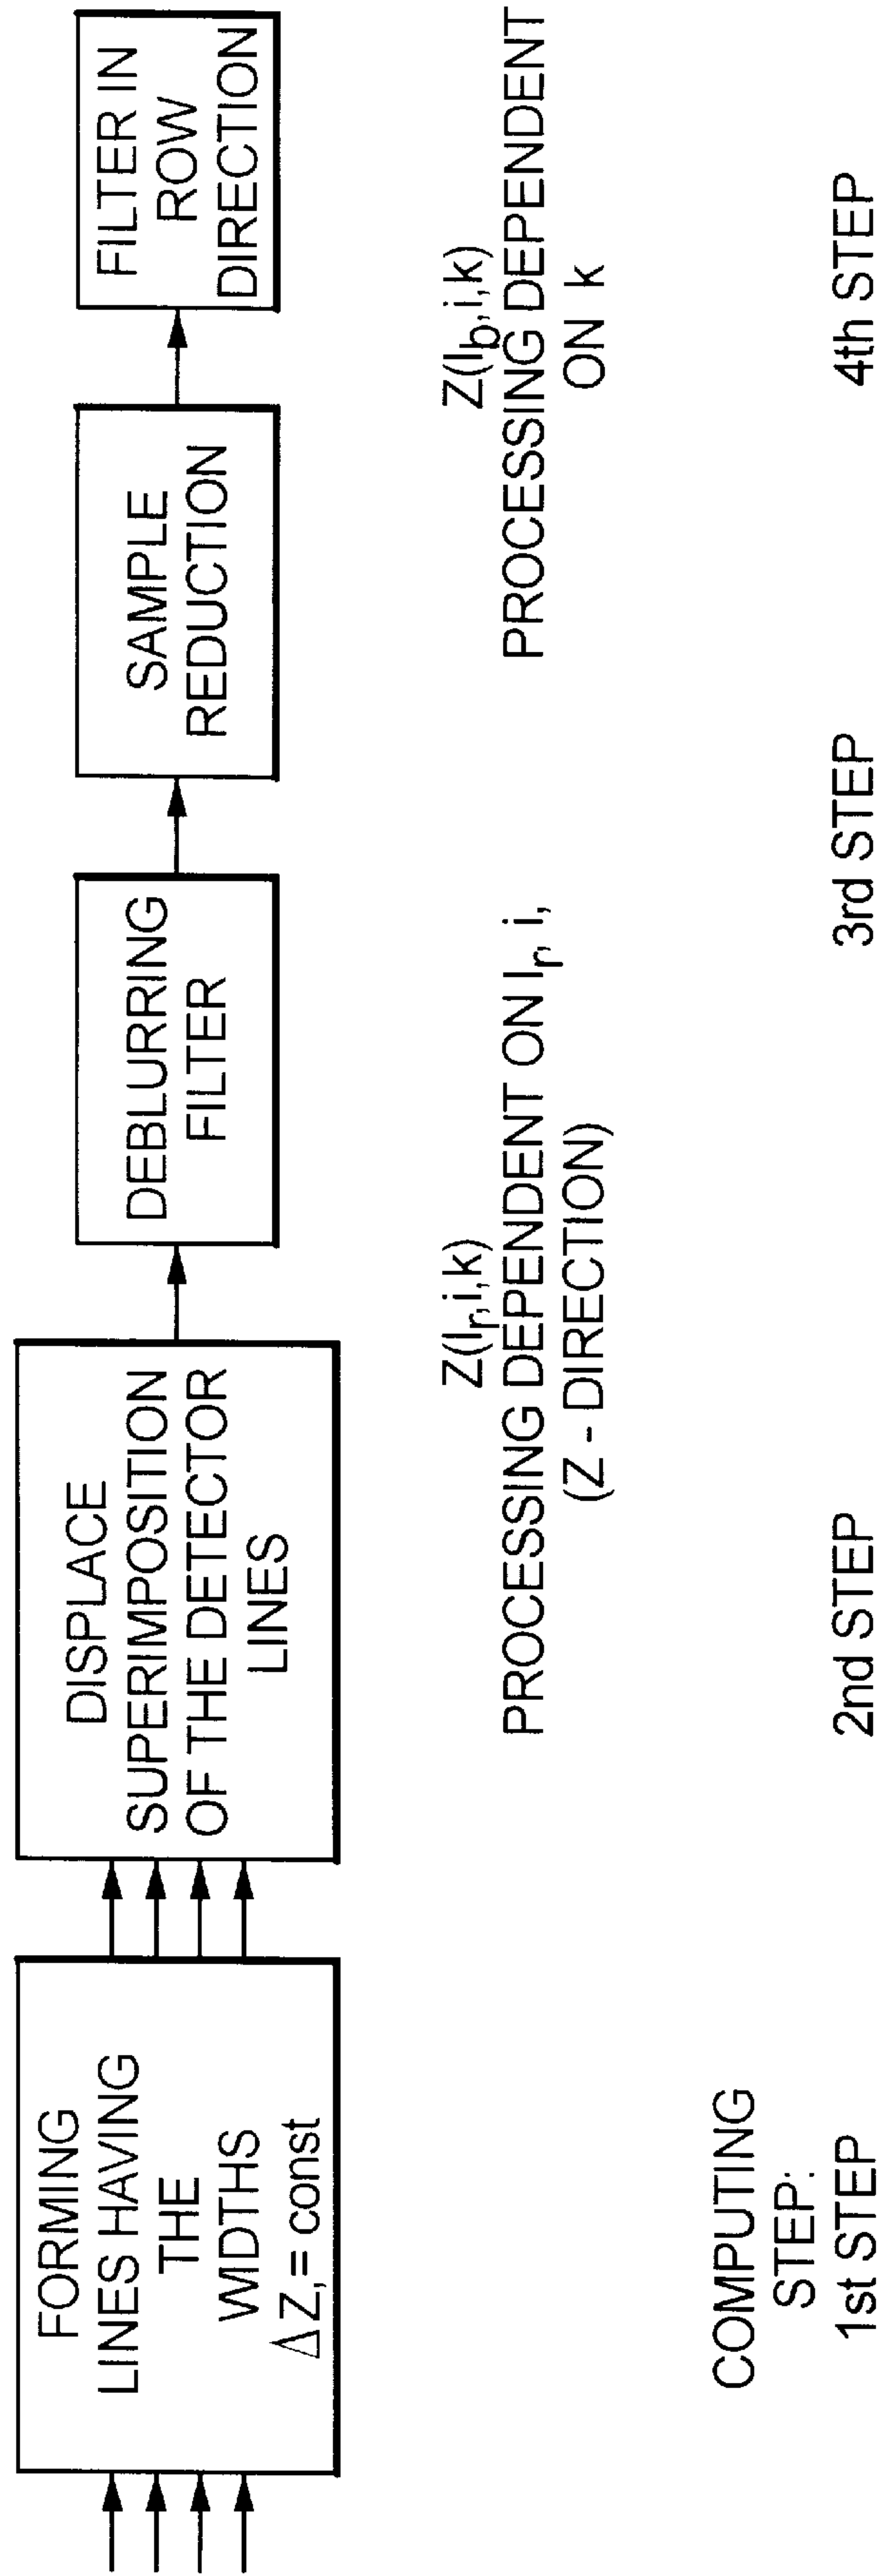 FORMING
LINES HAVING
THE
WIDTHS
ΔZ,= const
DISPLACE
SUPERIMPOSITION
OF THE DETECTOR
LINES
DEBLURRING
FILTER
SAMPLE
REDUCTION
FILTER IN
ROW
DIRECTION
Z(l_r,i,k)
PROCESSING DEPENDENT ON l_r, i,
(Z - DIRECTION)
Z(l_b,i,k)
PROCESSING DEPENDENT
ON k
COMPUTING
STEP:
1st STEP
2nd STEP
3rd STEP
4th STEP